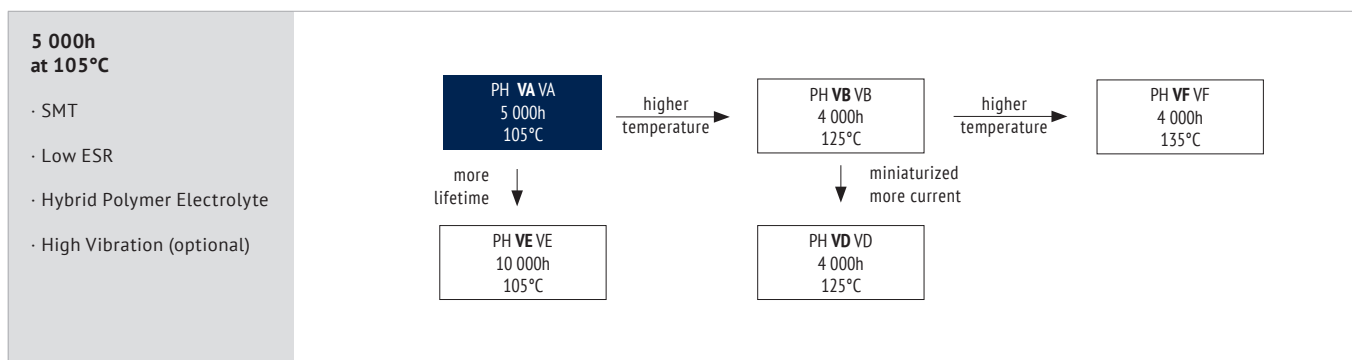 5 000h
at 105°C
· SMT
· Low ESR
· Hybrid Polymer Electrolyte
· High Vibration (optional)
PH VA VA
5 000h
105°C
higher
temperature
PH VB VB
4 000h
125°C
higher
temperature
PH VF VF
4 000h
135°C
more
lifetime
miniaturized
more current
PH VE VE
10 000h
105°C
PH VD VD
4 000h
125°C